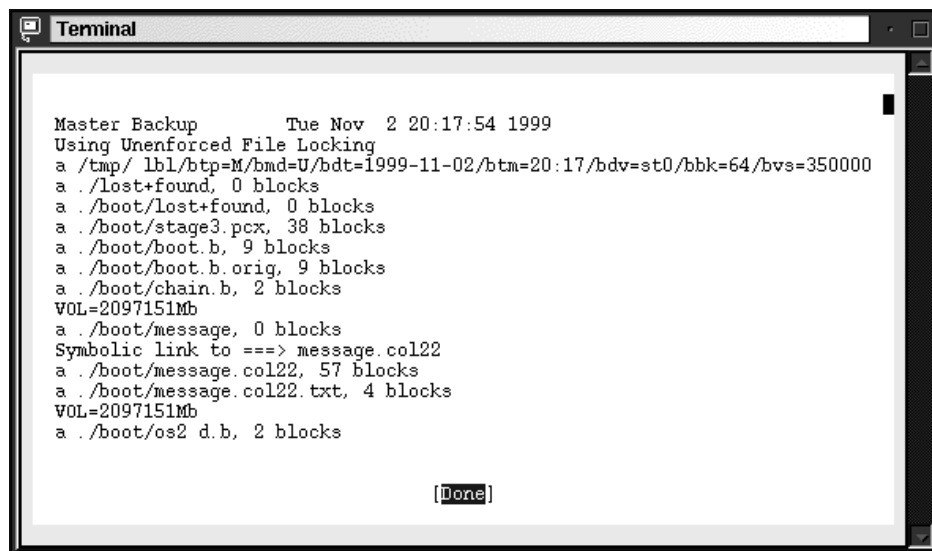 Terminal
Master Backup Tue Nov 2 20:17:54 1999
Using Unenforced File Locking
a /tmp/ lbl/btp=M/bmd=U/bdt=1999-11-02/btm=20:17/bdv=st0/bbk=64/bvs=350000
a ./lost+found, 0 blocks
a ./boot/lost+found, 0 blocks
a ./boot/stage3.pcx, 38 blocks
a ./boot/boot.b, 9 blocks
a ./boot/boot.b.orig, 9 blocks
a ./boot/chain.b, 2 blocks
VOL=2097151Mb
a ./boot/message, 0 blocks
Symbolic link to ===> message.col22
a ./boot/message.col22, 57 blocks
a ./boot/message.col22.txt, 4 blocks
VOL=2097151Mb
a ./boot/os2 d.b, 2 blocks
[Done]